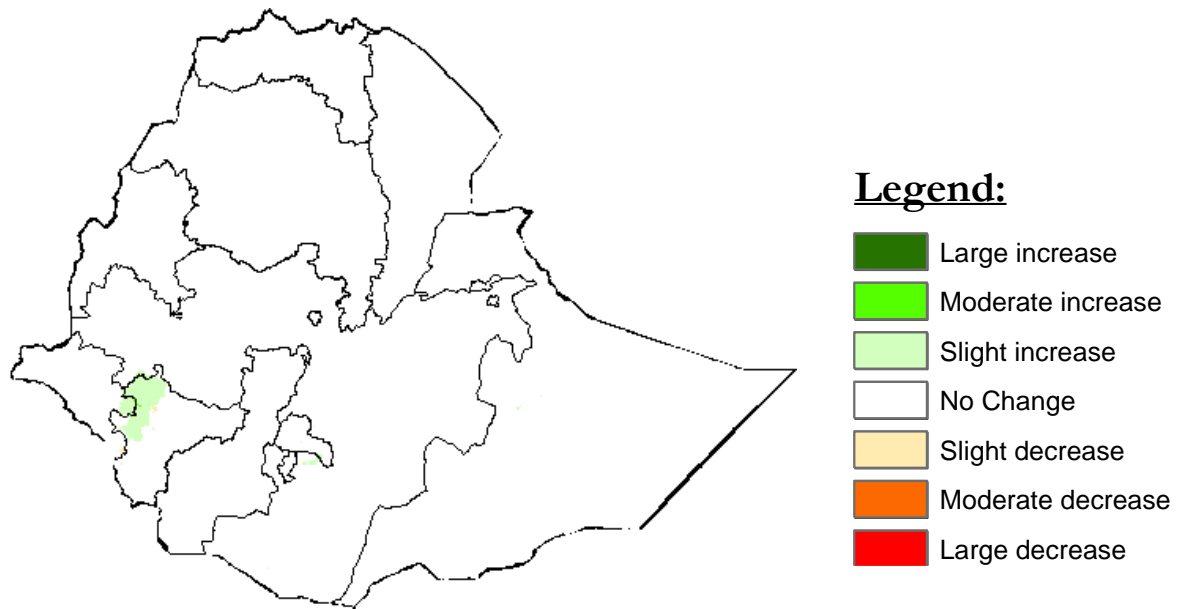 Legend:
Large increase
Moderate increase
Slight increase
No Change
Slight decrease
Moderate decrease
Large decrease